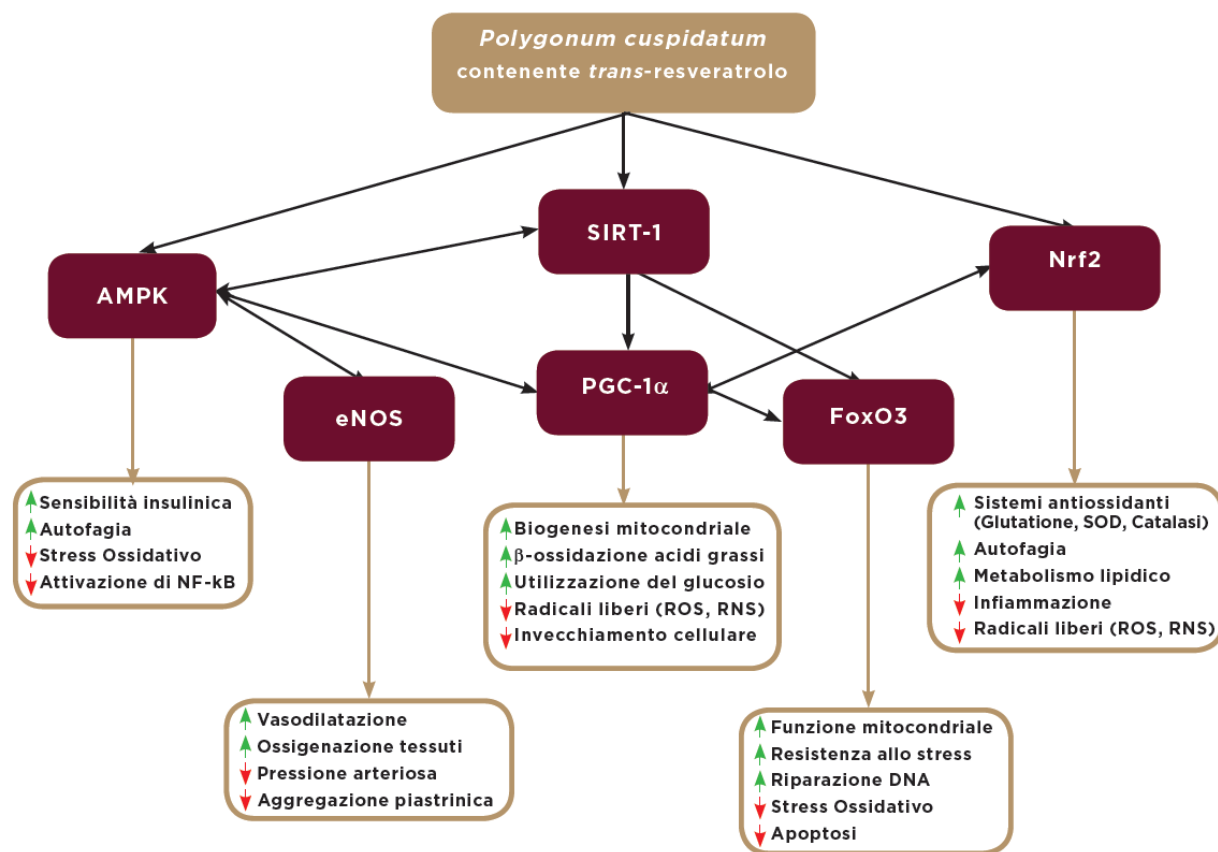 Polygonum cuspidatum
contenente trans-resveratrolo
SIRT-1
Nrf2
AMPK
PGC-1α
eNOS
FoxO3
Sensibilità insulinica
Autofagia
Stress Ossidativo
Attivazione di NF-kB
Biogenesi mitocondriale
β-ossidazione acidi grassi
Utilizzazione del glucosio
Radicali liberi (ROS, RNS)
Invecchiamento cellulare
Sistemi antiossidanti
(Glutatione, SOD, Catalasi)
Autofagia
Metabolismo lipidico
Infiammazione
Radicali liberi (ROS, RNS)
Vasodilatazione
Ossigenazione tessuti
Pressione arteriosa
Aggregazione piastrinica
Funzione mitocondriale
Resistenza allo stress
Riparazione DNA
Stress Ossidativo
Apoptosi